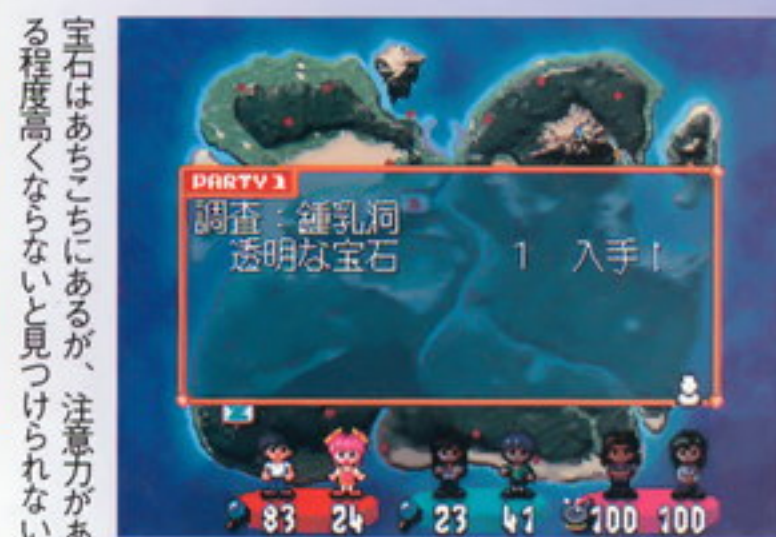 宝石はあちこちにあるが、注意力があ
る程度高くならないと見つけられない
PARTY 1
調査：鍾乳洞
透明な宝石 1 入手！
83 24 23 41 100 100